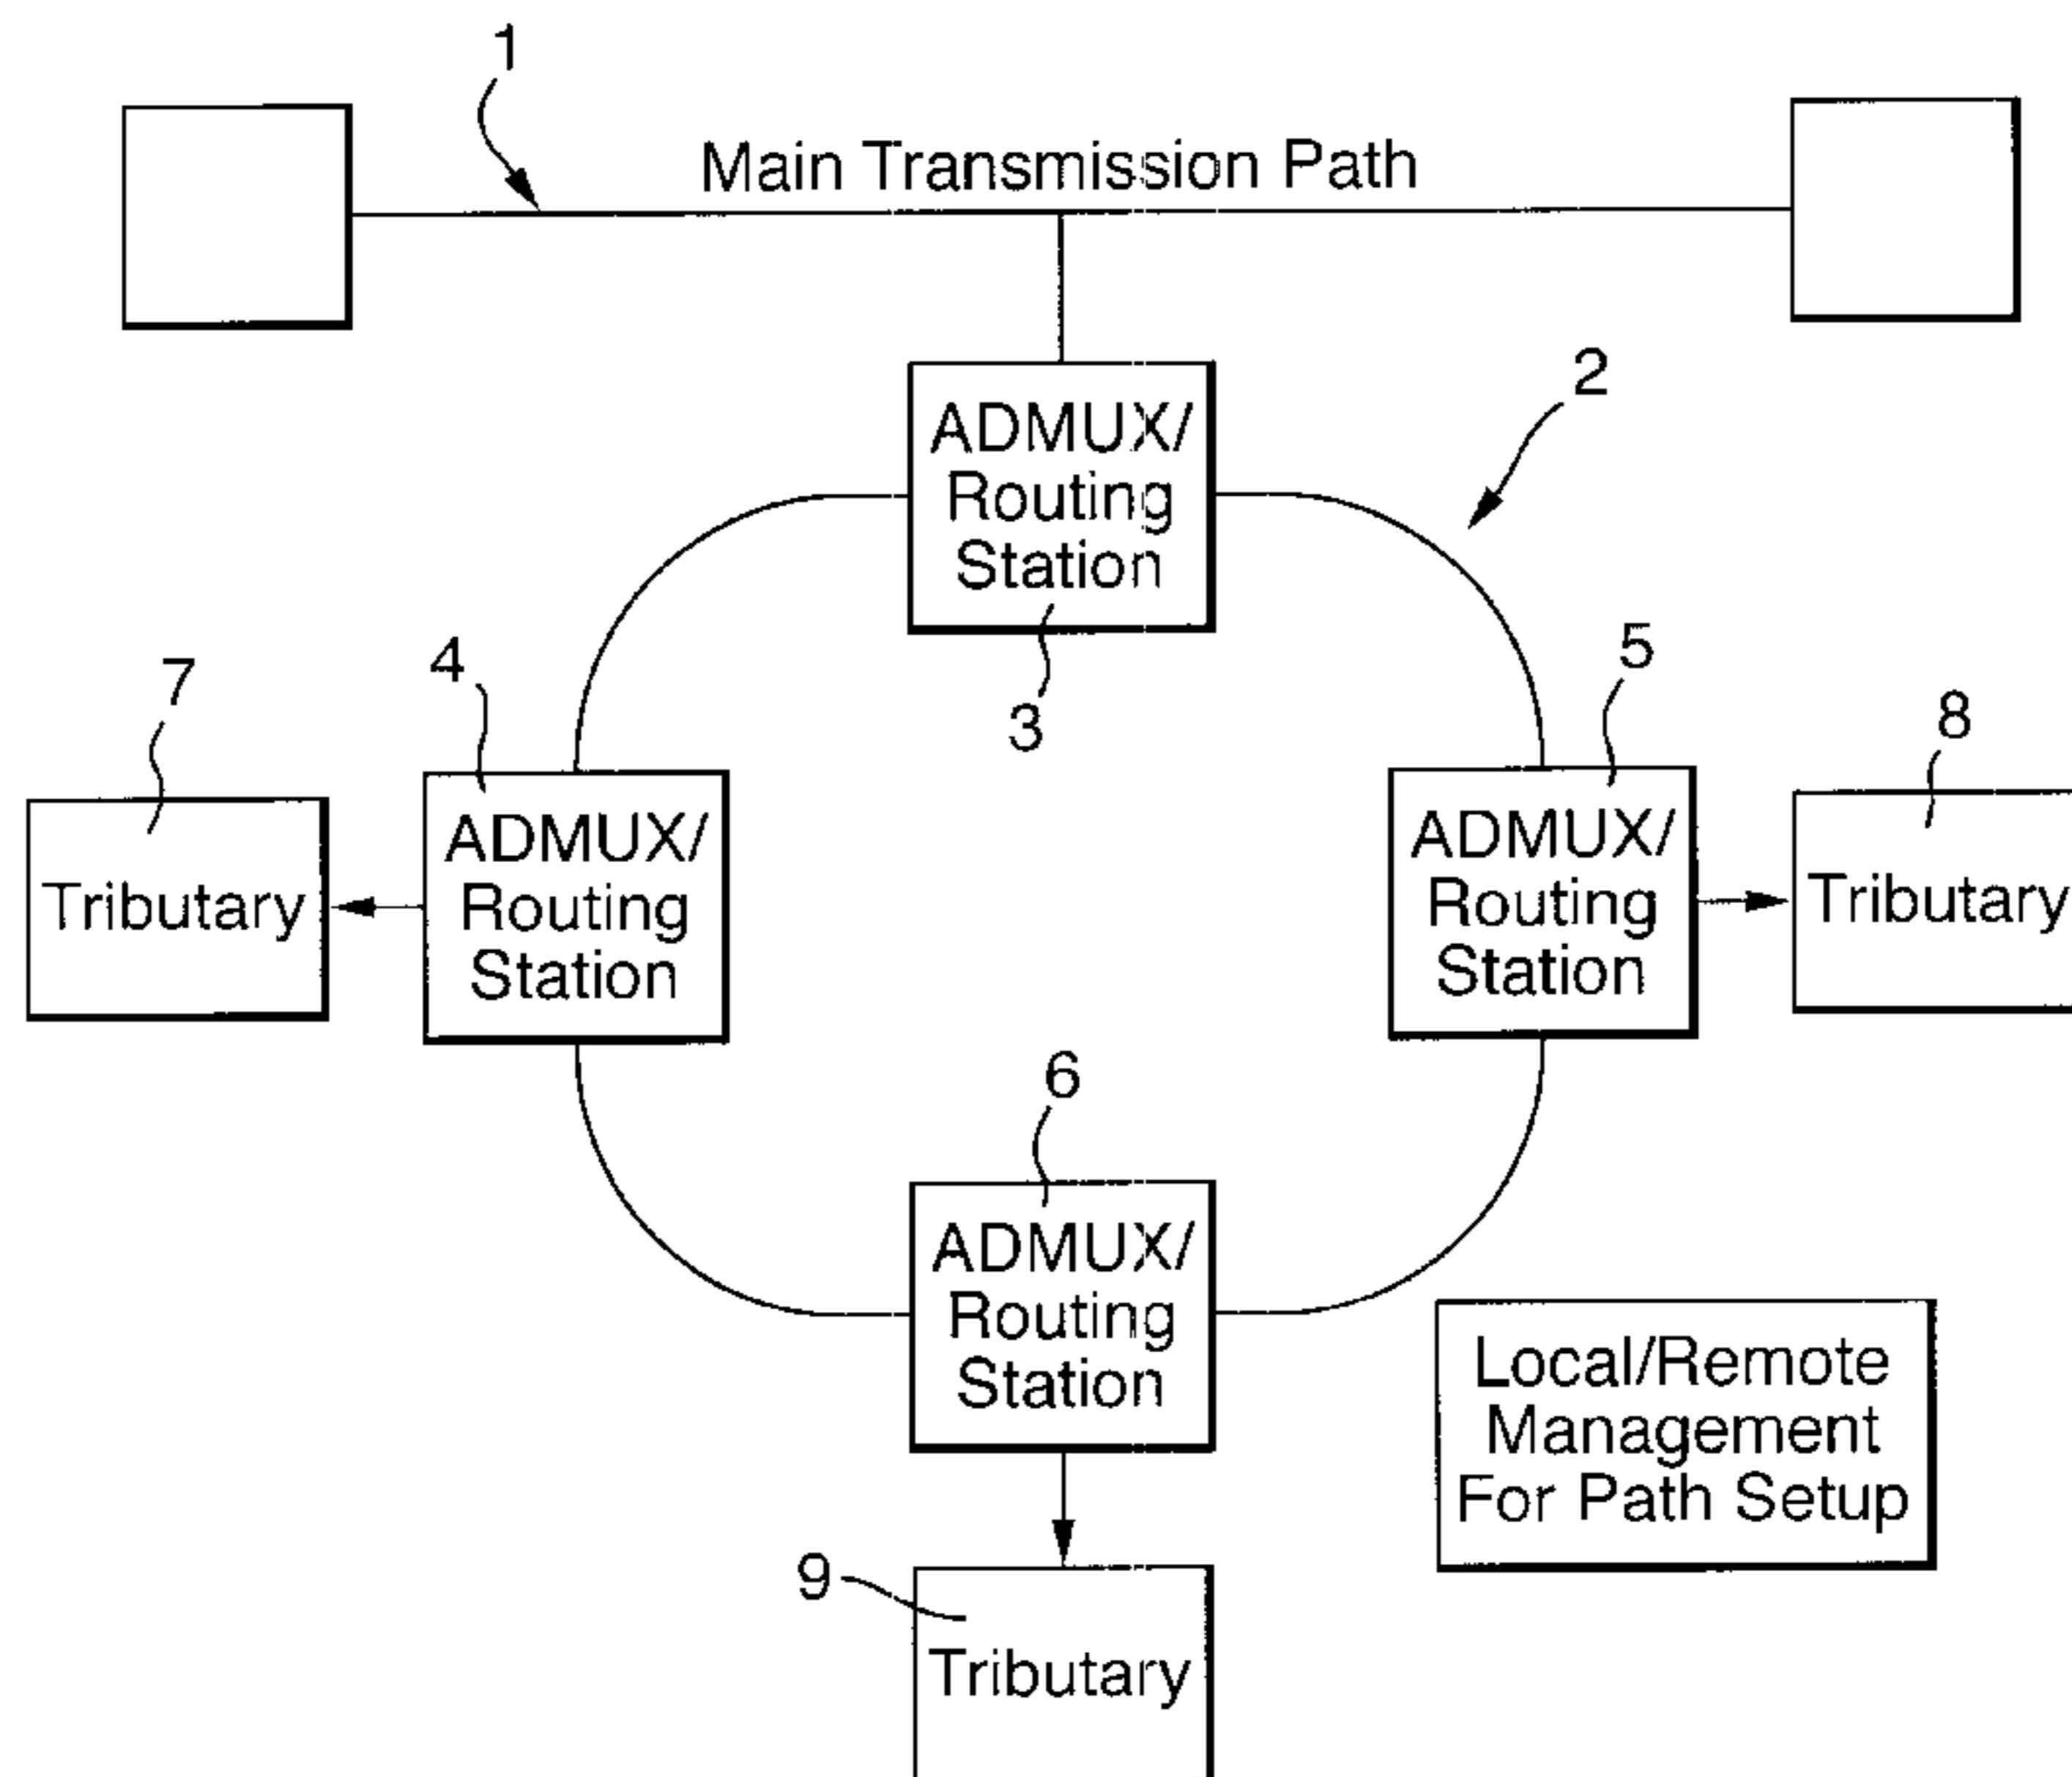 1
Main Transmission Path
2
ADMUX/
Routing
Station
3
4
5
7
8
ADMUX/
Routing
Station
ADMUX/
Routing
Station
Tributary
Tributary
6
ADMUX/
Routing
Station
Local/Remote
Management
For Path Setup
9
Tributary